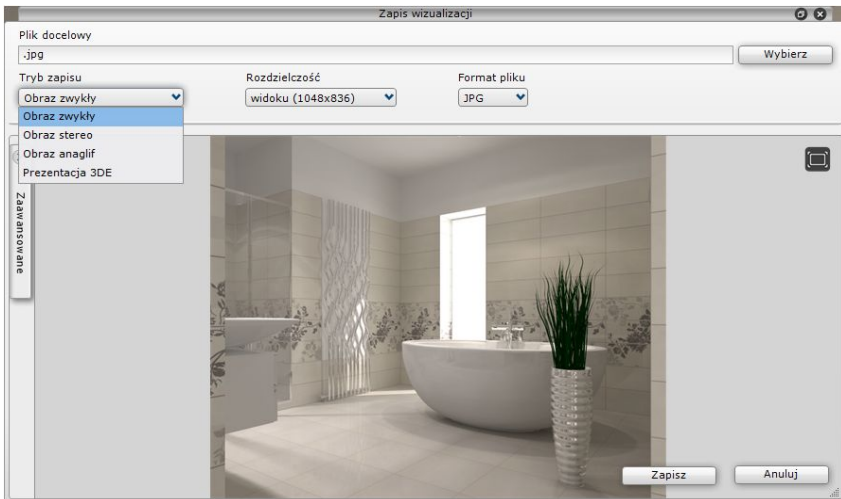 Zapis wizualizacji
Plik docelowy
.jpg
Wybierz
Tryb zapisu
Rozdzielczość
Format pliku
Obraz zwykły
widoku (1048x836)
JPG
Obraz zwykły
Obraz stereo
Obraz anaglif
Prezentacja 3DE
Zaawansowane
Zapisz
Anuluj